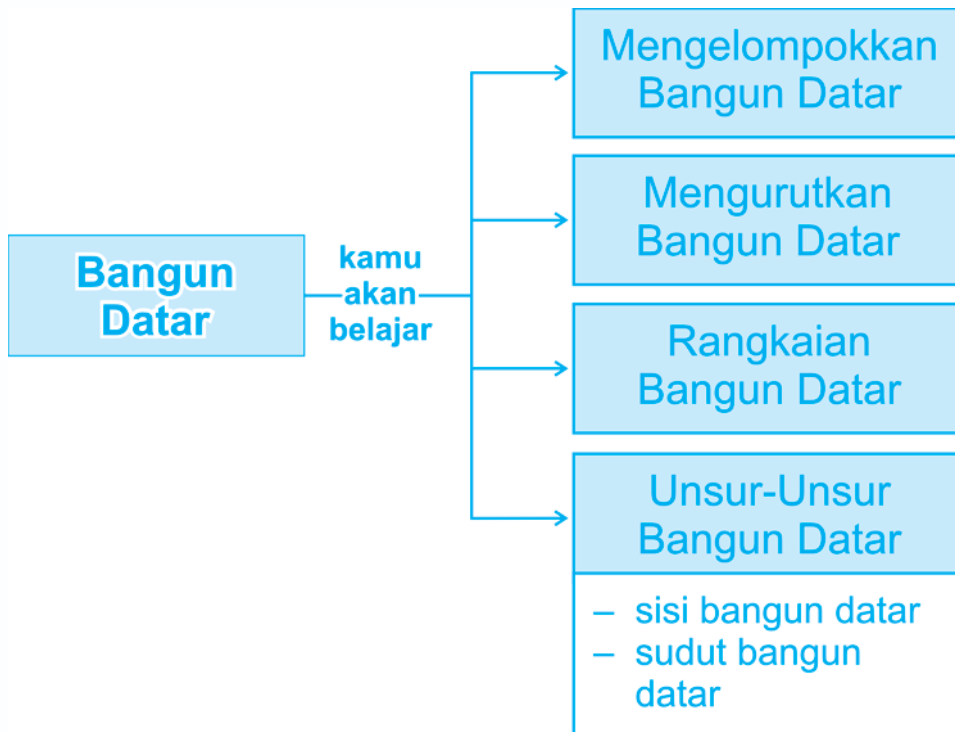 Bangun
Datar
kamu
akan
belajar
Mengelompokkan
Bangun Datar
Mengurutkan
Bangun Datar
Rangkaian
Bangun Datar
Unsur-Unsur
Bangun Datar
– sisi bangun datar
– sudut bangun
datar